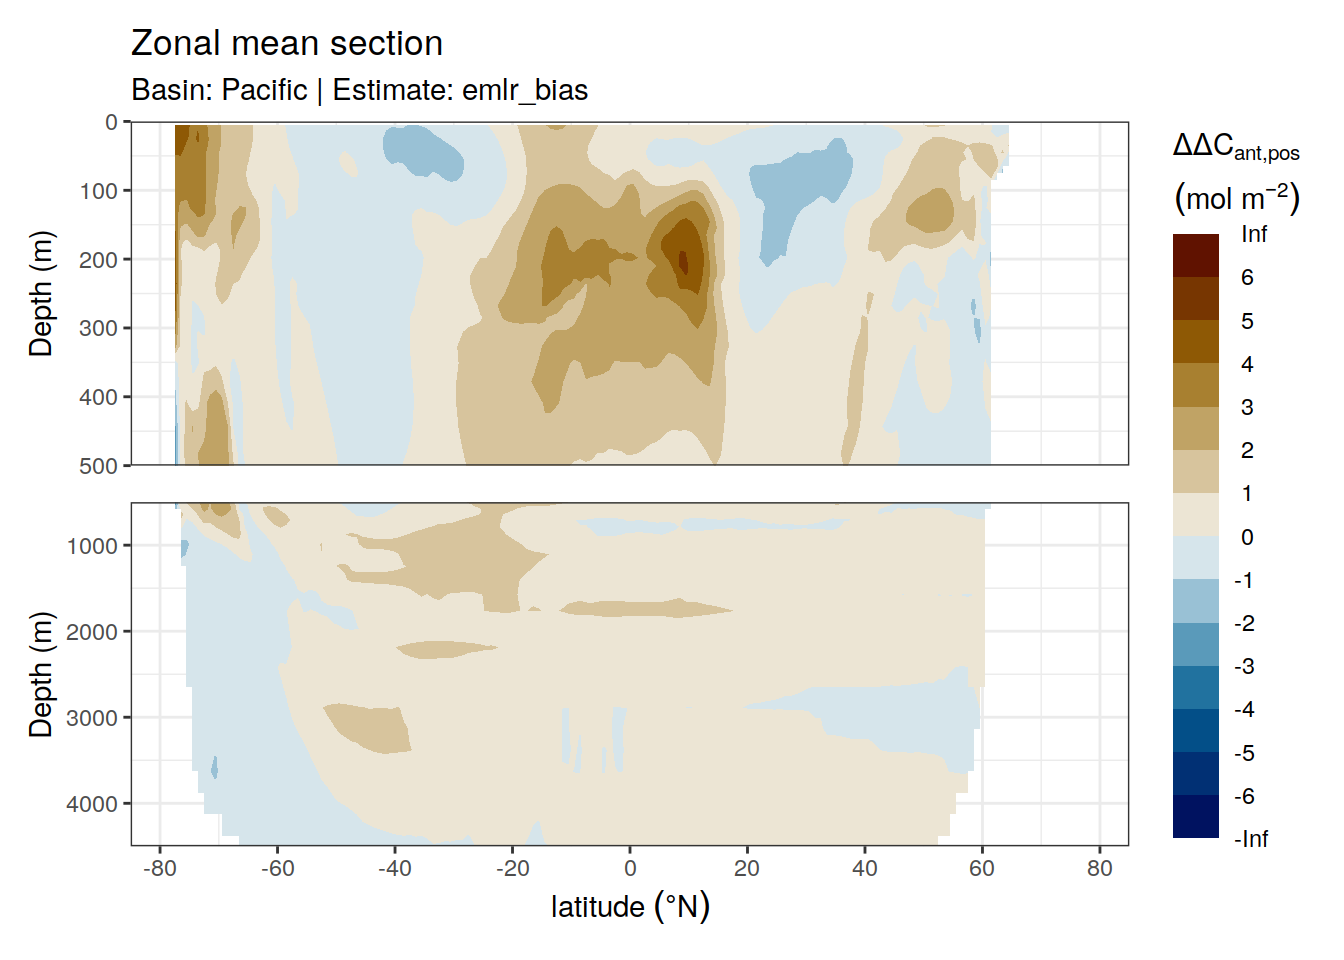 Zonal mean section
Basin: Pacific | Estimate: emlr_bias
0
100
200
300
400
500
Depth (m)
1000
2000
3000
4000
Depth (m)
-80 -60 -40 -20 0 20 40 60 80
latitude (°N)
ΔΔCant,pos
(mol m−2)
Inf
6
5
4
3
2
1
0
-1
-2
-3
-4
-5
-6
-Inf